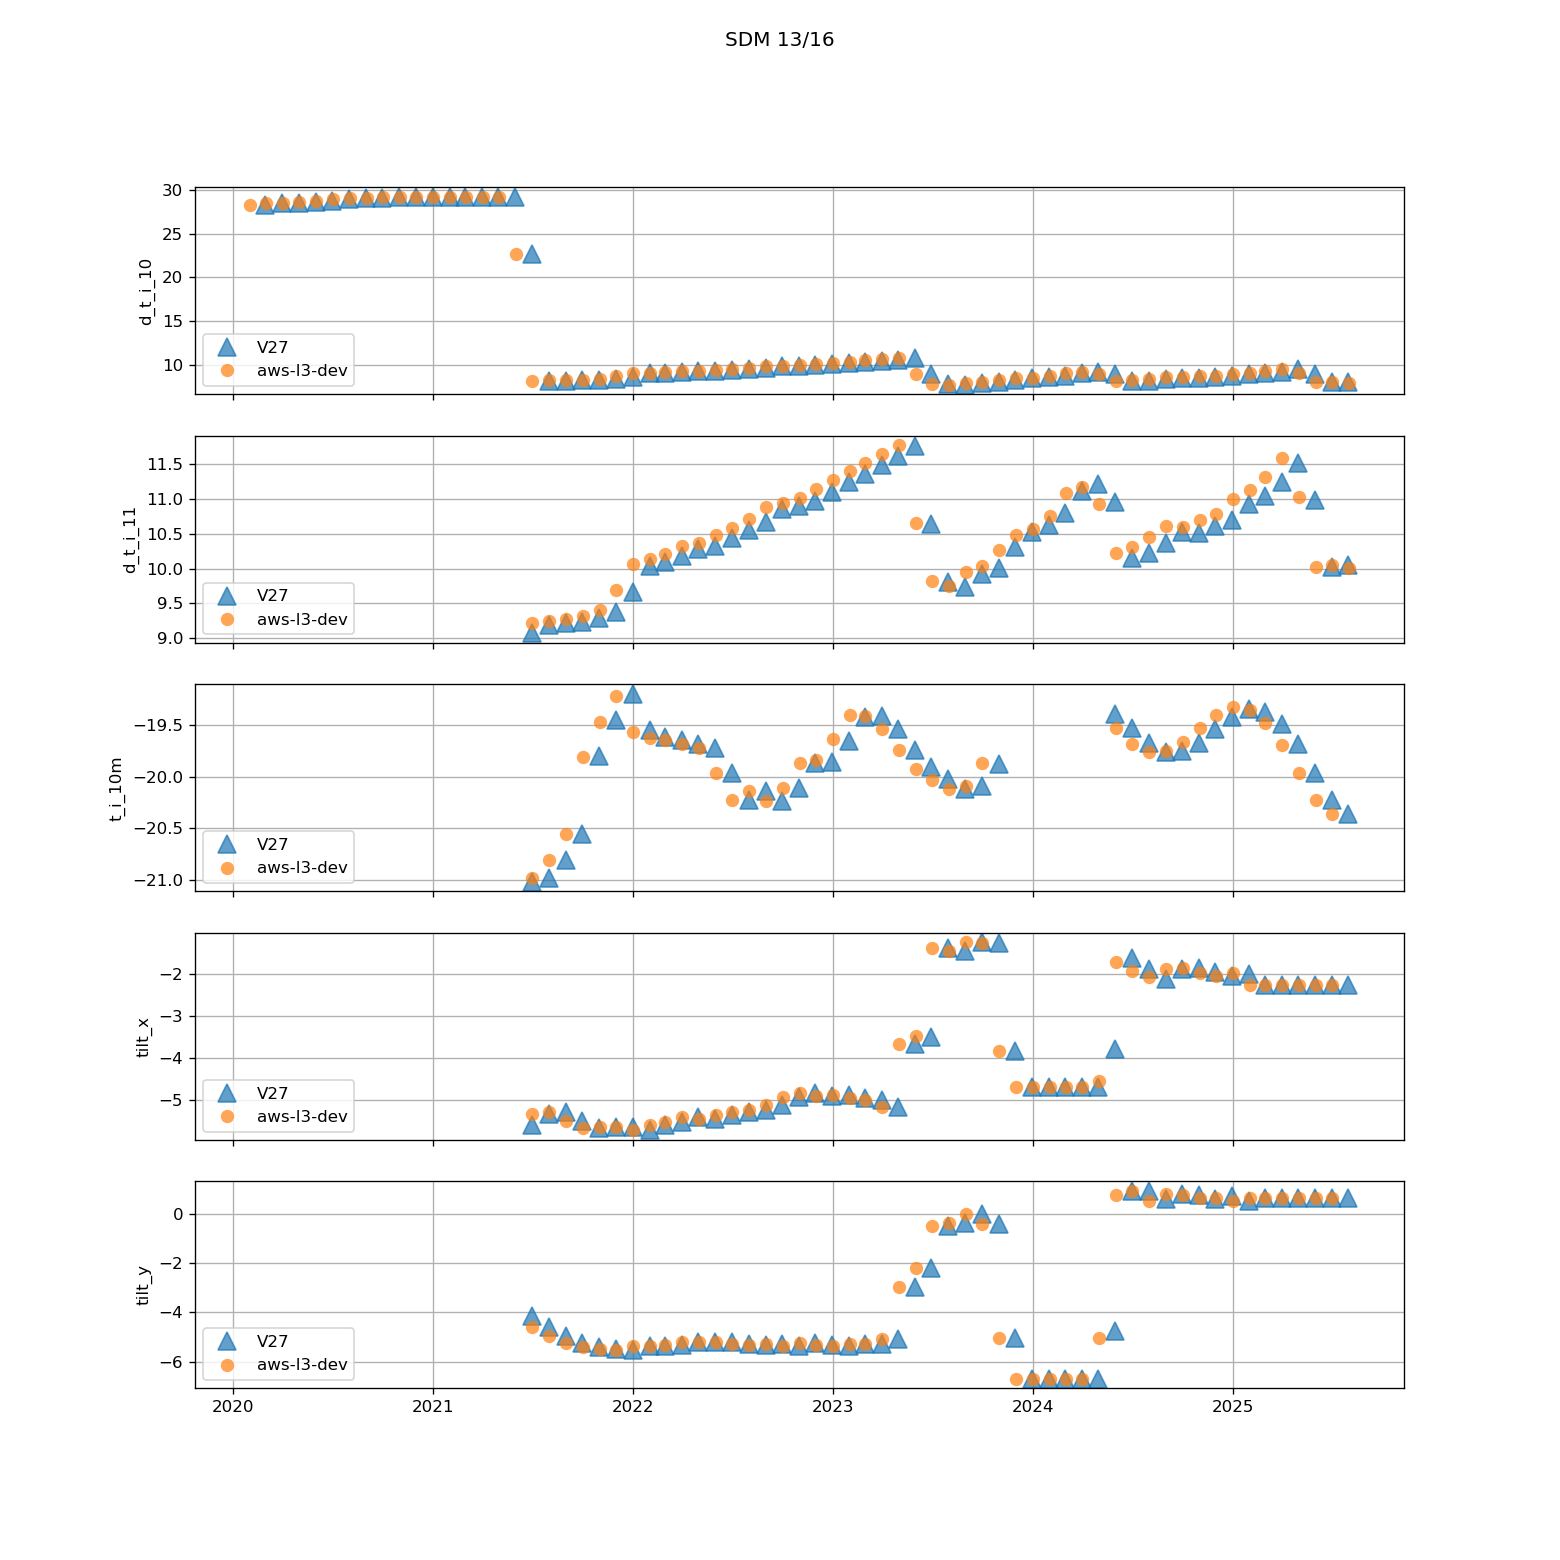 SDM 13/16
30
25
20
15
10
d_t_i_10
V27
aws-l3-dev
11.5
11.0
10.5
10.0
9.5
9.0
d_t_i_11
V27
aws-l3-dev
−19.5
−20.0
−20.5
−21.0
t_i_10m
V27
aws-l3-dev
−2
−3
−4
−5
tilt_x
V27
aws-l3-dev
0
−2
−4
−6
tilt_y
V27
aws-l3-dev
2020 2021 2022 2023 2024 2025